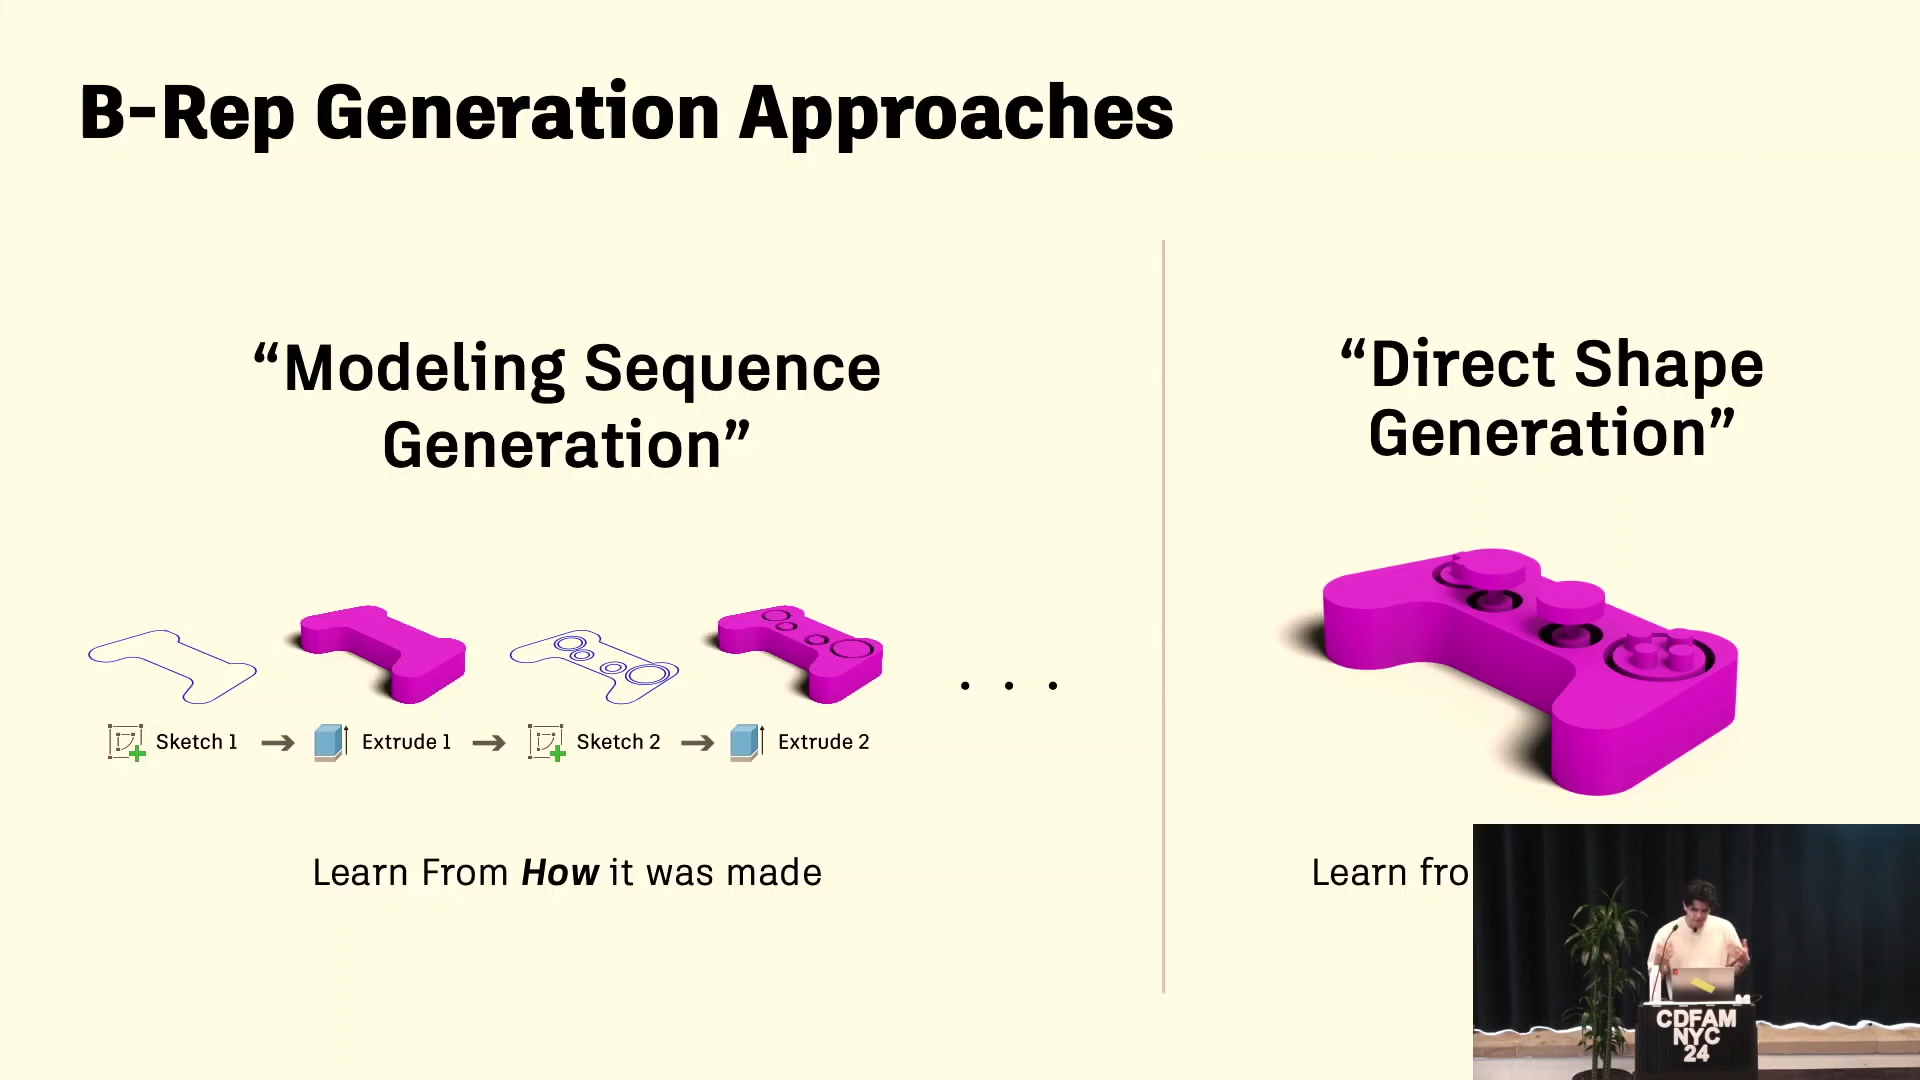 B-Rep Generation Approaches
“Modeling Sequence
Generation”
Sketch 1
Extrude 1
Sketch 2
Extrude 2
. . .
Learn From How it was made
“Direct Shape
Generation”
Learn fro
CDFAM
NYC
24